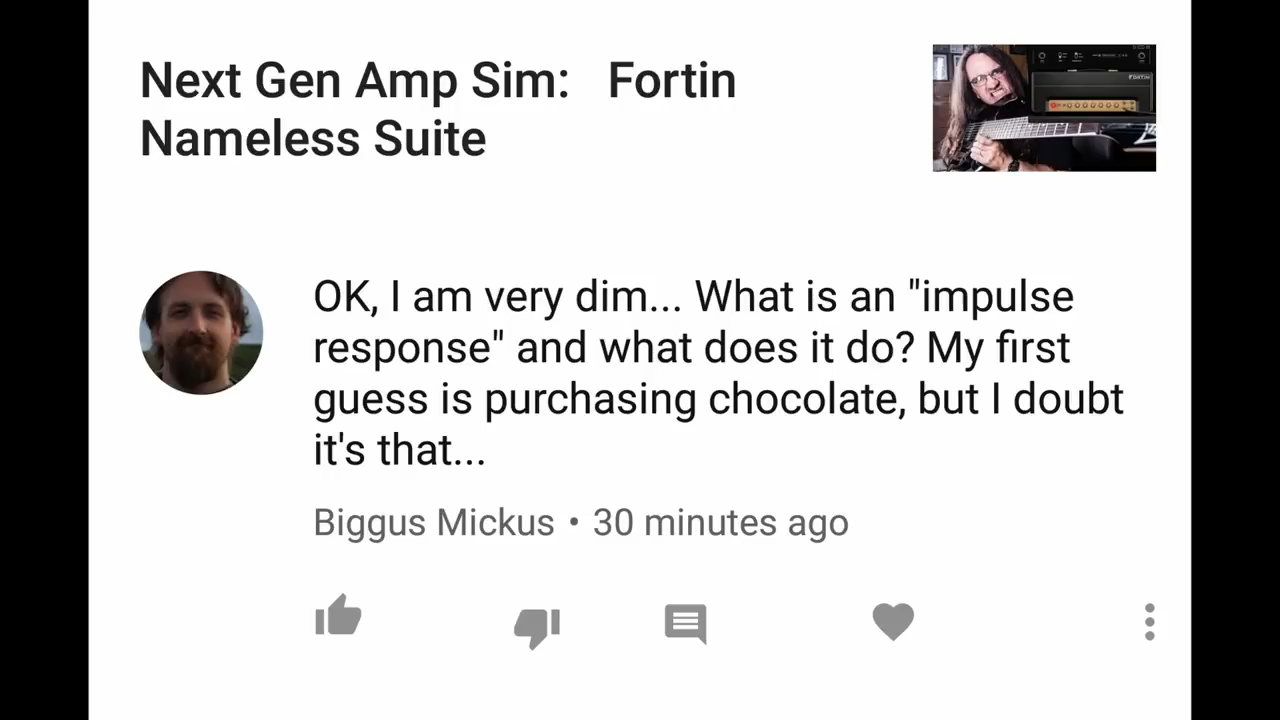 Next Gen Amp Sim:   Fortin
Nameless Suite
OK, I am very dim... What is an "impulse
response" and what does it do? My first
guess is purchasing chocolate, but I doubt
it's that...
Biggus Mickus • 30 minutes ago